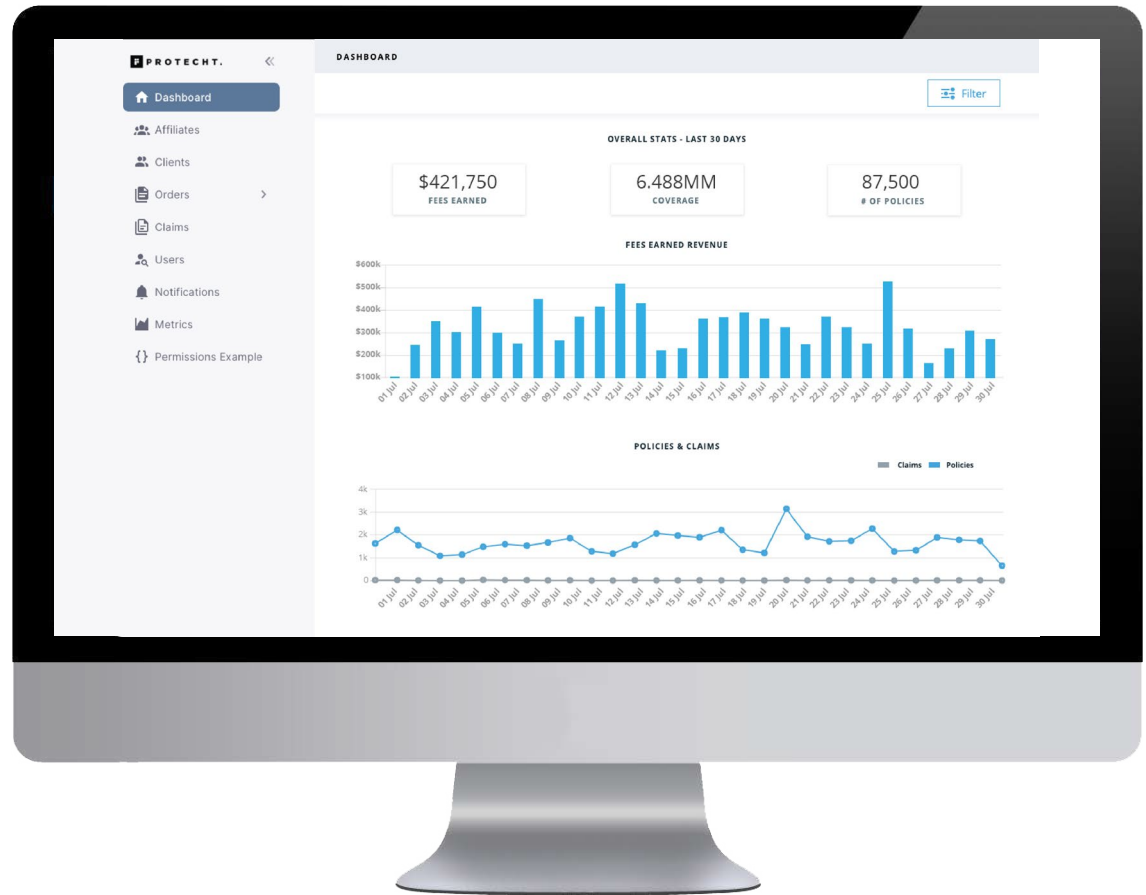 PROTECHT.
DASHBOARD
Dashboard
Affiliates
Clients
Orders
Claims
Users
Notifications
Metrics
{} Permissions Example
Filter
OVERALL STATS - LAST 30 DAYS
$421,750
FEES EARNED
6.488MM
COVERAGE
87,500
# OF POLICIES
FEES EARNED REVENUE
$600k
$500k
$400k
$300k
$200k
$100k
01 Jul 02 Jul 03 Jul 04 Jul 05 Jul 06 Jul 07 Jul 08 Jul 09 Jul 10 Jul 11 Jul 12 Jul 13 Jul 14 Jul 15 Jul 16 Jul 17 Jul 18 Jul 19 Jul 20 Jul 21 Jul 22 Jul 23 Jul 24 Jul 25 Jul 26 Jul 27 Jul 28 Jul 29 Jul 30 Jul
POLICIES & CLAIMS
Claims Policies
4k
3k
2k
1k
0
01 Jul 02 Jul 03 Jul 04 Jul 05 Jul 06 Jul 07 Jul 08 Jul 09 Jul 10 Jul 11 Jul 12 Jul 13 Jul 14 Jul 15 Jul 16 Jul 17 Jul 18 Jul 19 Jul 20 Jul 21 Jul 22 Jul 23 Jul 24 Jul 25 Jul 26 Jul 27 Jul 28 Jul 29 Jul 30 Jul